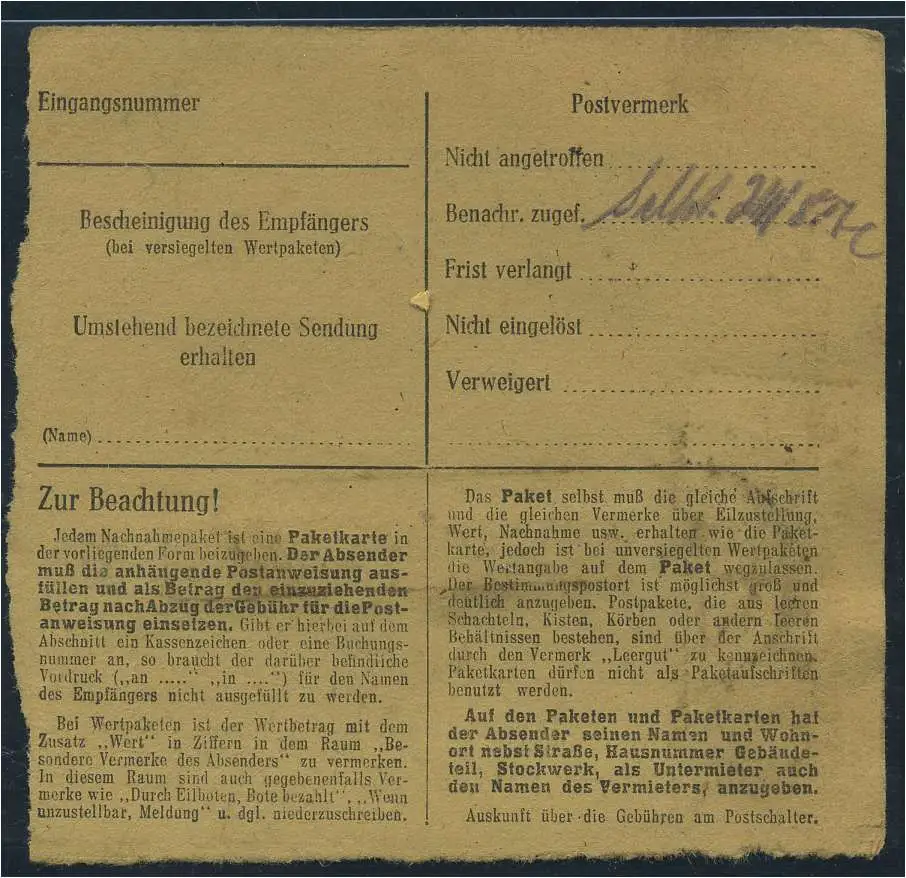 Eingangsnummer
Bescheinigung des Empfängers
(bei versiegelten Wertpaketen)
Umstehend bezeichnete Sendung
erhalten
(Name)
Postvermerk
Nicht angetroffen
Benachr. zugef.
Frist verlangt
Nicht eingelöst
Verweigert
Zur Beachtung!
Jedem Nachnahmepaket ist eine Paketkarte in
der vorliegenden Form beizugeben. Der Absender
muß die anhängende Postanweisung aus-
füllen und als Betrag den einzuziehenden
Betrag nach Abzug der Gebühr für die Post-
anweisung einsetzen. Gibt er hierbei auf dem
Abschnitt ein Kassenzeichen oder eine Buchungs-
nummer an, so braucht der darüber befindliche
Vordruck („an ....." „in ....") für den Namen
des Empfängers nicht ausgefüllt zu werden.
Bei Wertpaketen ist der Wertbetrag mit dem
Zusatz „Wert" in Ziffern in dem Raum „Be-
sondere Vermerke des Absenders" zu vermerken.
In diesem Raum sind auch gegebenenfalls Ver-
merke wie „Durch Eilboten, Bote bezahlt", „Wenn
unzustellbar, Meldung" u. dgl. niederzuschreiben.
Das Paket selbst muß die gleiche Aufschrift
und die gleichen Vermerke über Eilzustellung,
Wert, Nachnahme usw. erhalten wie die Paket-
karte, jedoch ist bei unversiegelten Wertpaketen
die Wertangabe auf dem Paket wegzulassen.
Der Bestimmungspostort ist möglichst groß und
deutlich anzugeben. Postpakete, die aus leeren
Schachteln, Kisten, Körben oder andern leeren
Behältnissen bestehen, sind über der Anschrift
durch den Vermerk „Leergut" zu kennzeichnen.
Paketkarten dürfen nicht als Paketaufschriften
benutzt werden.
Auf den Paketen und Paketkarten hat
der Absender seinen Namen und Wohn-
ort nebst Straße, Hausnummer Gebäude-
teil, Stockwerk, als Untermieter auch
den Namen des Vermieters, anzugeben.
Auskunft über die Gebühren am Postschalter.